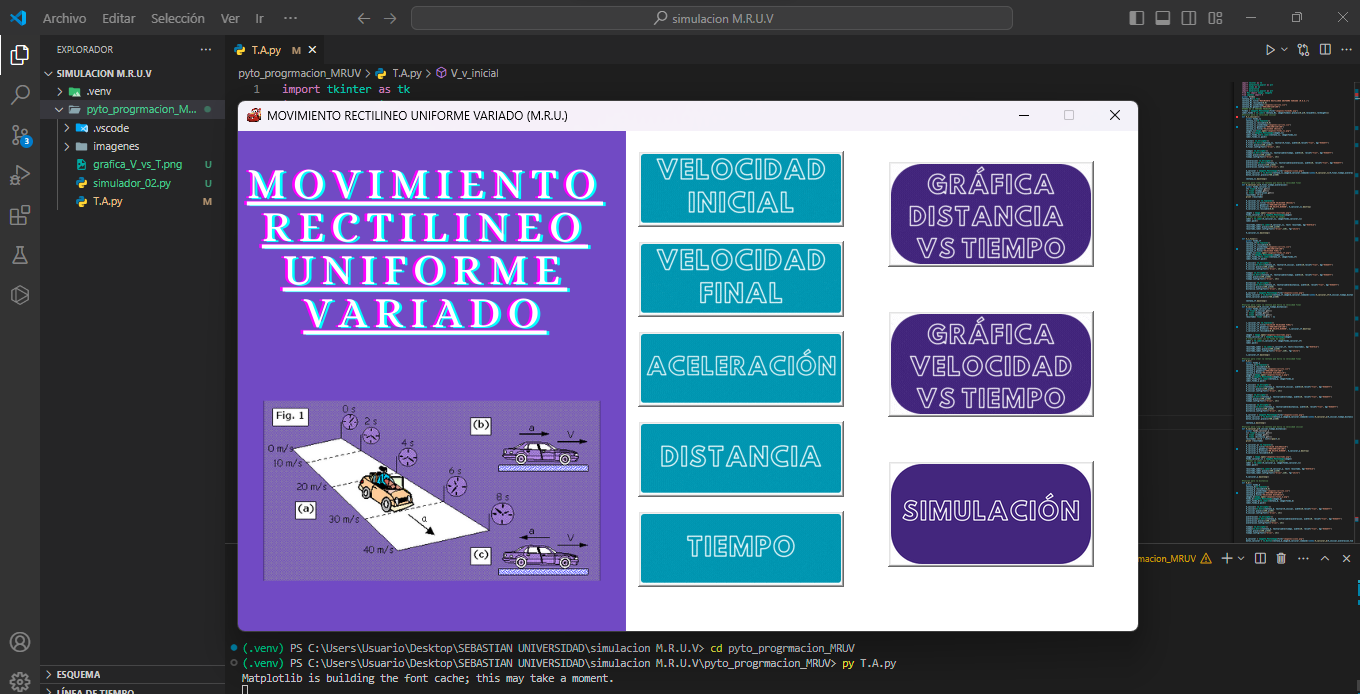 Archivo Editar Selección Ver Ir ···
simulacion M.R.U.V
EXPLORADOR
SIMULACION M.R.U.V
.venv
pyto_progrmacion_M...
.vscode
imagenes
grafica_V_vs_T.png U
simulador_02.py U
T.A.py M
3
T.A.py M
pyto_progrmacion_MRUV > T.A.py > V_v_inicial
1 import tkinter as tk
MOVIMIENTO RECTILINEO UNIFORME VARIADO (M.R.U.)
MOVIMIENTO
RECTILINEO
UNIFORME
VARIADO
Fig. 1
0 s
2 s
4 s
6 s
8 s
0 m/s
10 m/s
20 m/s
30 m/s
40 m/s
(a)
a
(b)
a
V
(c)
a
V
VELOCIDAD
INICIAL
VELOCIDAD
FINAL
ACELERACIÓN
DISTANCIA
TIEMPO
GRÁFICA
DISTANCIA
VS TIEMPO
GRÁFICA
VELOCIDAD
VS TIEMPO
SIMULACIÓN
macion_MRUV
(.venv) PS C:\Users\Usuario\Desktop\SEBASTIAN UNIVERSIDAD\simulacion M.R.U.V> cd pyto_progrmacion_MRUV
(.venv) PS C:\Users\Usuario\Desktop\SEBASTIAN UNIVERSIDAD\simulacion M.R.U.V\pyto_progrmacion_MRUV> py T.A.py
Matplotlib is building the font cache; this may take a moment.
ESQUEMA
LÍNEA DE TIEMPO